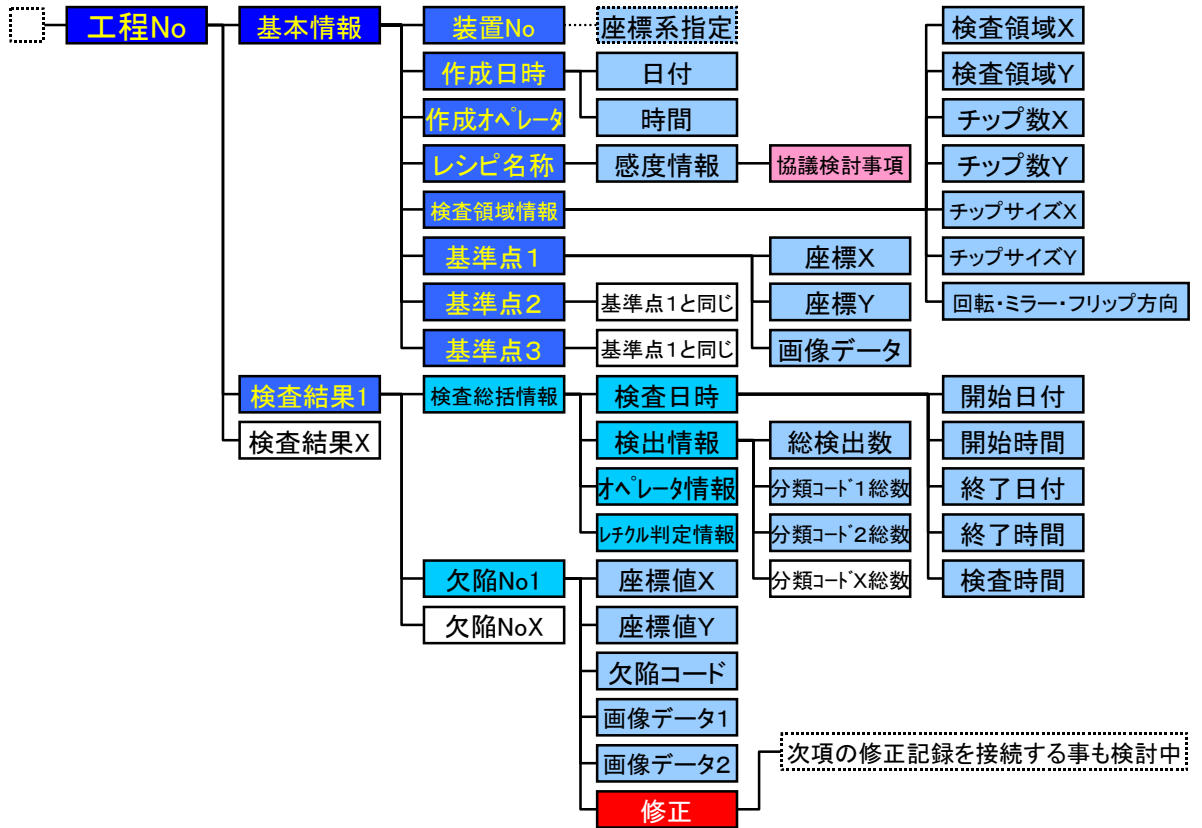 工程No
基本情報
装置No
座標系指定
検査領域X
作成日時
日付
検査領域Y
作成オペレータ
時間
チップ数X
レシピ名称
感度情報
協議検討事項
チップ数Y
検査領域情報
チップサイズX
基準点1
座標X
チップサイズY
基準点2
基準点1と同じ
座標Y
回転・ミラー・フリップ方向
基準点3
基準点1と同じ
画像データ
検査結果1
検査総括情報
検査日時
開始日付
検査結果X
検出情報
総検出数
開始時間
オペレータ情報
分類コード1総数
終了日付
レチクル判定情報
分類コード2総数
終了時間
欠陥No1
座標値X
分類コードX総数
検査時間
欠陥NoX
座標値Y
欠陥コード
画像データ1
画像データ2
次項の修正記録を接続する事も検討中
修正